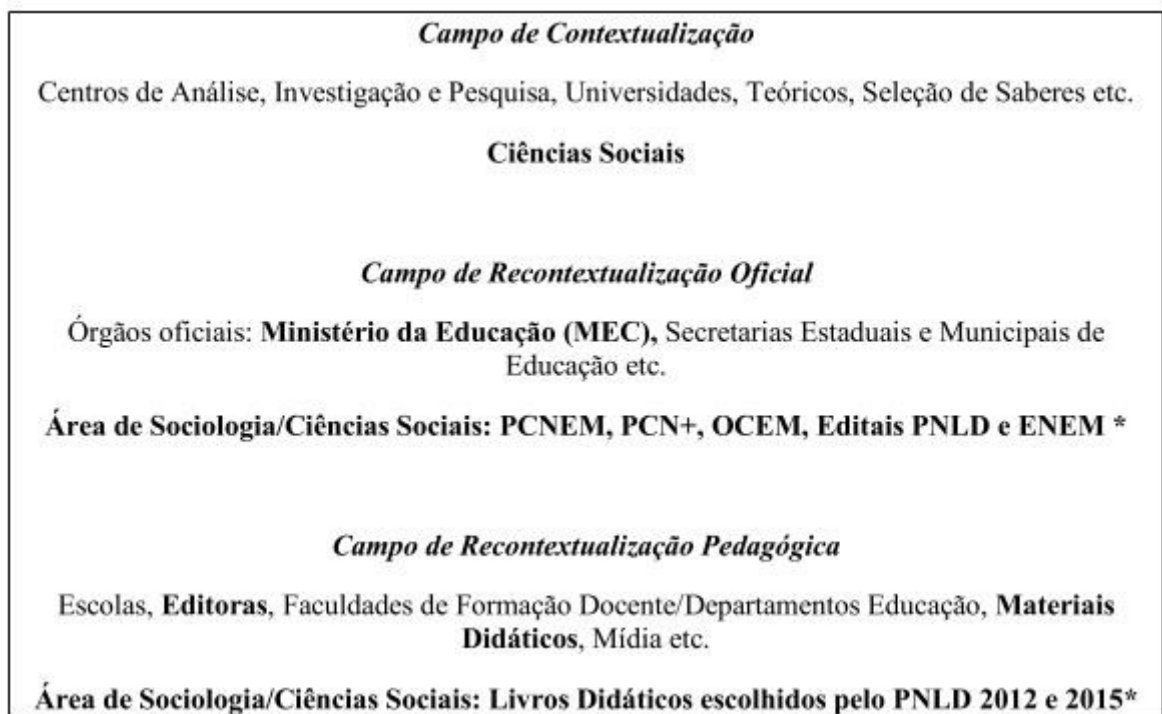 Campo de Contextualização
Centros de Análise, Investigação e Pesquisa, Universidades, Teóricos, Seleção de Saberes etc.
Ciências Sociais
Campo de Recontextualização Oficial
Órgãos oficiais: Ministério da Educação (MEC), Secretarias Estaduais e Municipais de
Educação etc.
Área de Sociologia/Ciências Sociais: PCNEM, PCN+, OCEM, Editais PNLD e ENEM *
Campo de Recontextualização Pedagógica
Escolas, Editoras, Faculdades de Formação Docente/Departamentos Educação, Materiais
Didáticos, Mídia etc.
Área de Sociologia/Ciências Sociais: Livros Didáticos escolhidos pelo PNLD 2012 e 2015*